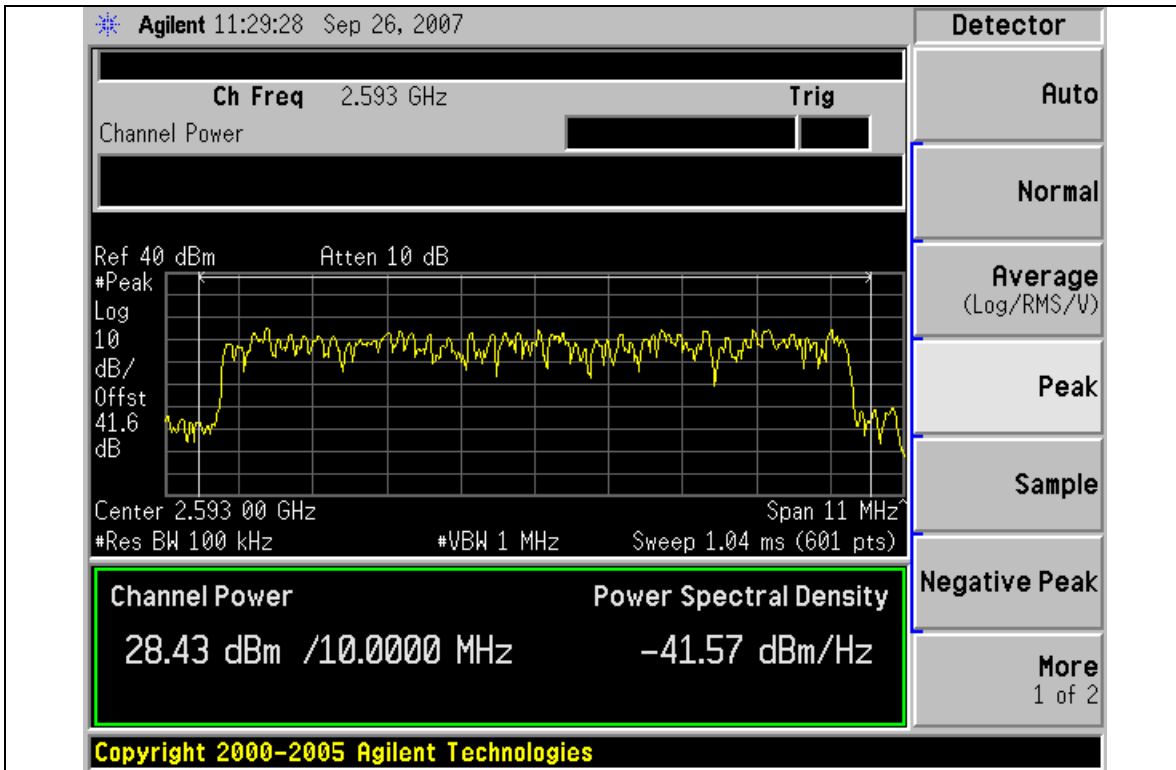 Agilent 11:29:28 Sep 26, 2007
Detector
Ch Freq 2.593 GHz Trig
Channel Power
Auto
Normal
Average
(Log/RMS/V)
Peak
Sample
Negative Peak
More
1 of 2
Ref 40 dBm Atten 10 dB
#Peak
Log
10
dB/
Offst
41.6
dB
Center 2.593 00 GHz Span 11 MHz^
#Res BW 100 kHz #VBW 1 MHz Sweep 1.04 ms (601 pts)
Channel Power Power Spectral Density
28.43 dBm /10.0000 MHz -41.57 dBm/Hz
Copyright 2000-2005 Agilent Technologies